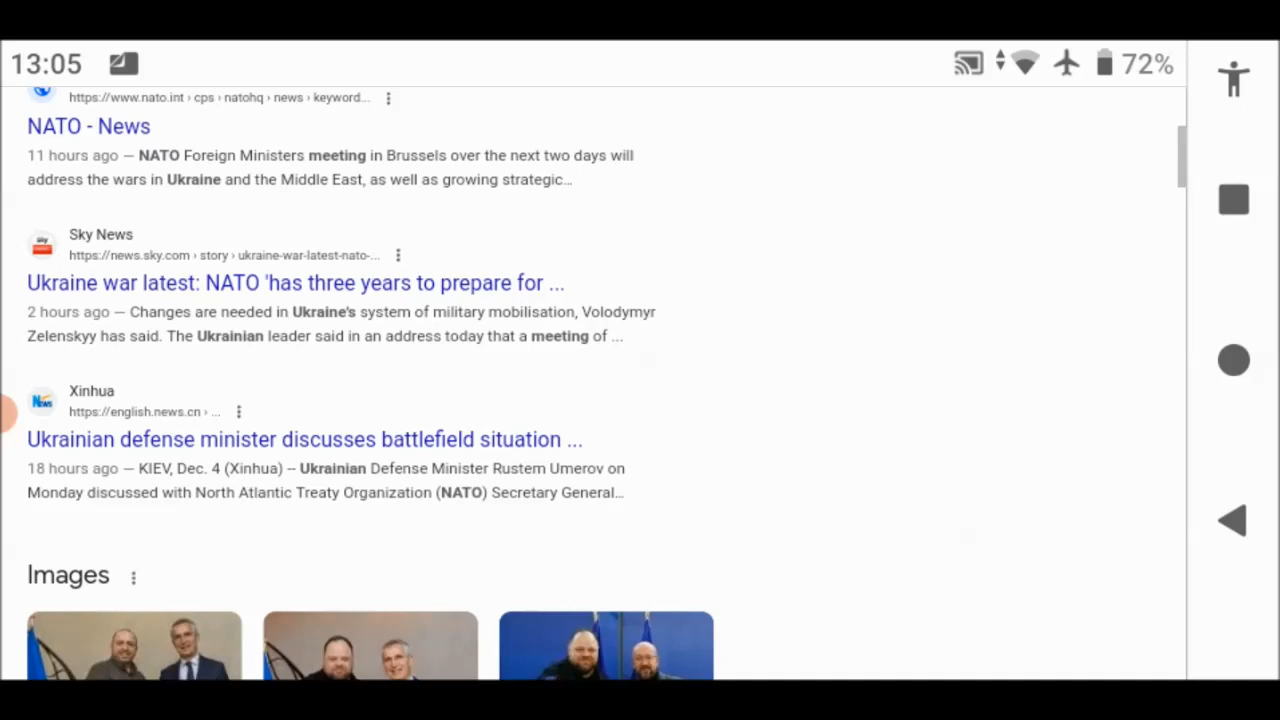 13:05
72%
https://www.nato.int › cps › natohq › news › keyword...
NATO - News
11 hours ago — NATO Foreign Ministers meeting in Brussels over the next two days will
address the wars in Ukraine and the Middle East, as well as growing strategic...
sky
Sky News
https://news.sky.com › story › ukraine-war-latest-nato-...
Ukraine war latest: NATO 'has three years to prepare for ...
2 hours ago — Changes are needed in Ukraine's system of military mobilisation, Volodymyr
Zelenskyy has said. The Ukrainian leader said in an address today that a meeting of ...
News
Xinhua
https://english.news.cn › ...
Ukrainian defense minister discusses battlefield situation ...
18 hours ago — KIEV, Dec. 4 (Xinhua) -- Ukrainian Defense Minister Rustem Umerov on
Monday discussed with North Atlantic Treaty Organization (NATO) Secretary General...
Images